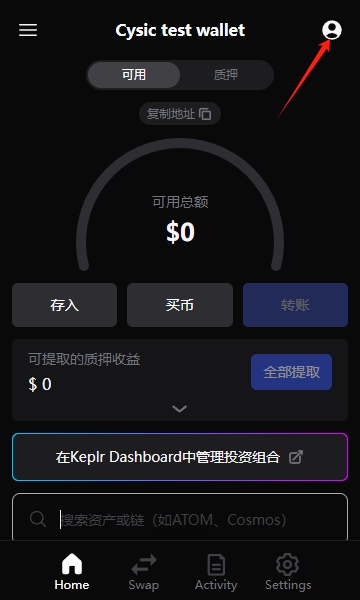 Cysic test wallet
可用 质押
复制地址
可用总额
$0
存入 买币 转账
可提取的质押收益
$ 0
全部提取
在Keplr Dashboard中管理投资组合
搜索资产或链（如ATOM、Cosmos）
Home Swap Activity Settings